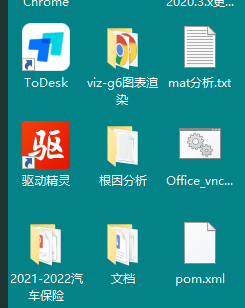 Chrome
2020.3.x更...
ToDesk
viz-g6图表渲
染
mat分析.txt
驱
驱动精灵
根因分析
Office_vnc...
2021-2022汽
车保险
文档
pom.xml